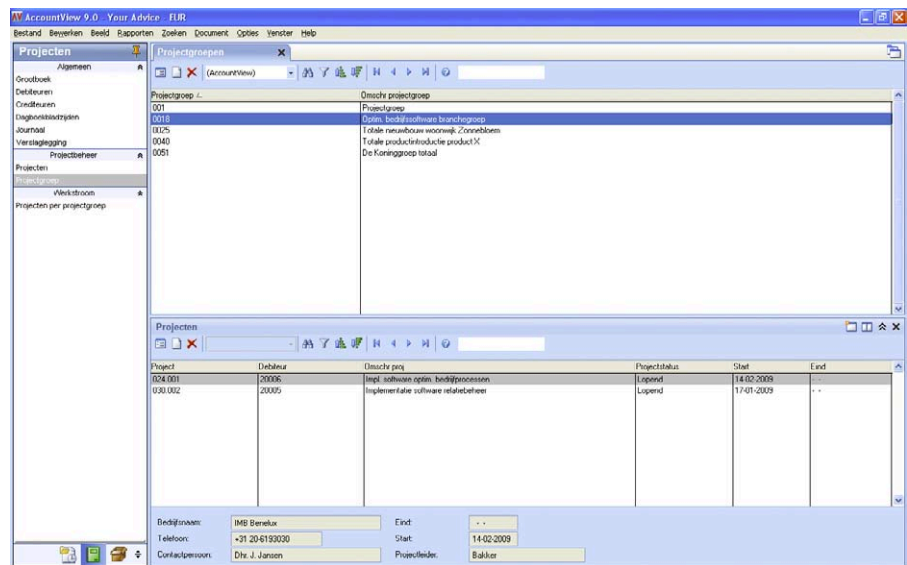 AccountView 9.0 - Your Advice - EUR
Bestand Bewerken Beeld Rapporten Zoeken Document Opties Venster Help
Projecten
Algemeen
Grootboek
Debiteuren
Crediteuren
Dagboekbladzijden
Journaal
Verslaglegging
Projectbeheer
Projecten
Projectgroep
Werkstroom
Projecten per projectgroep
Projectgroepen
(AccountView)
Projectgroep Omschr projectgroep
001 Projectgroep
0018 Optim. bedrijfssoftware branchegroep
0025 Totale nieuwbouw woonwijk Zonnebloem
0040 Totale productintroductie product X
0051 De Koninggroep totaal
Projecten
Project Debiteur Omschr proj Projectstatus Start Eind
024.001 20006 Impl. software optim. bedrijfprocessen Lopend 14-02-2009 - -
030.002 20005 Implementatie software relatiebeheer Lopend 17-01-2009 - -
Bedrijfsnaam: IMB Benelux Eind: - -
Telefoon: +31 20-6193030 Start: 14-02-2009
Contactpersoon: Dhr. J. Jansen Projectleider: Bakker